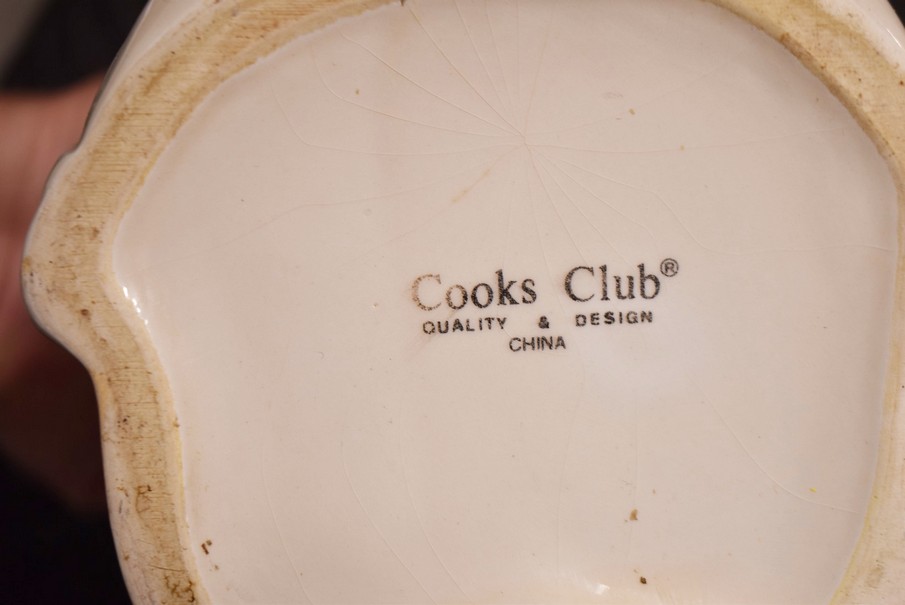 Cooks Club®
QUALITY & DESIGN
CHINA